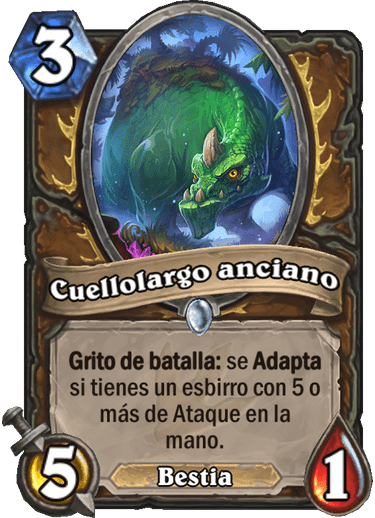 3
Cuellolargo anciano
Grito de batalla: se Adapta
si tienes un esbirro con 5 o
más de Ataque en la
mano.
5
Bestia
1